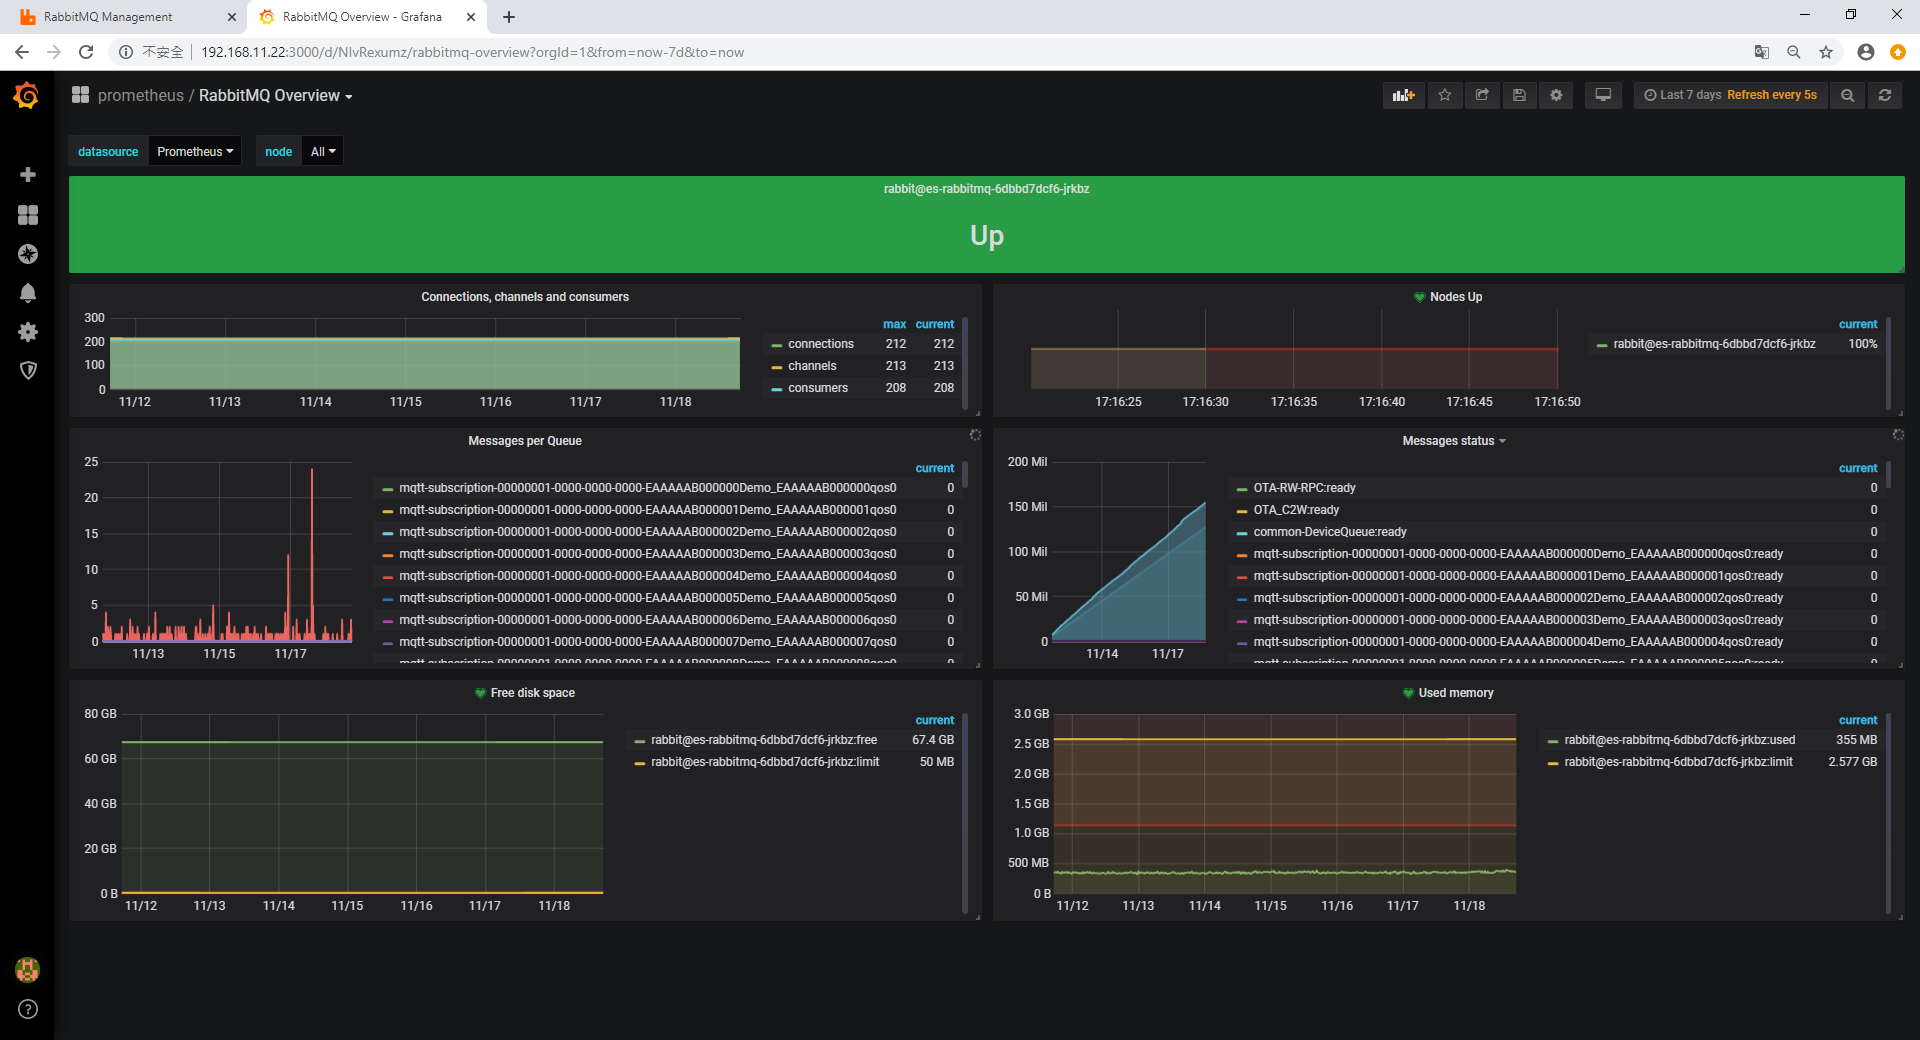 RabbitMQ Management
RabbitMQ Overview - Grafana
不安全 192.168.11.22:3000/d/NlvRexumz/rabbitmq-overview?orgId=1&from=now-7d&to=now
prometheus / RabbitMQ Overview
Last 7 days Refresh every 5s
datasource Prometheus node All
rabbit@es-rabbitmq-6dbbd7dcf6-jrkbz
Up
Connections, channels and consumers
300
200
100
0
11/12 11/13 11/14 11/15 11/16 11/17 11/18
max current
connections 212 212
channels 213 213
consumers 208 208
Nodes Up
17:16:25 17:16:30 17:16:35 17:16:40 17:16:45 17:16:50
current
rabbit@es-rabbitmq-6dbbd7dcf6-jrkbz 100%
Messages per Queue
25
20
15
10
5
0
11/13 11/15 11/17
current
mqtt-subscription-00000001-0000-0000-0000-EAAAAAB000000Demo_EAAAAAB000000qos0 0
mqtt-subscription-00000001-0000-0000-0000-EAAAAAB000001Demo_EAAAAAB000001qos0 0
mqtt-subscription-00000001-0000-0000-0000-EAAAAAB000002Demo_EAAAAAB000002qos0 0
mqtt-subscription-00000001-0000-0000-0000-EAAAAAB000003Demo_EAAAAAB000003qos0 0
mqtt-subscription-00000001-0000-0000-0000-EAAAAAB000004Demo_EAAAAAB000004qos0 0
mqtt-subscription-00000001-0000-0000-0000-EAAAAAB000005Demo_EAAAAAB000005qos0 0
mqtt-subscription-00000001-0000-0000-0000-EAAAAAB000006Demo_EAAAAAB000006qos0 0
mqtt-subscription-00000001-0000-0000-0000-EAAAAAB000007Demo_EAAAAAB000007qos0 0
Messages status
200 Mil
150 Mil
100 Mil
50 Mil
0
11/14 11/17
current
OTA-RW-RPC:ready 0
OTA_C2W:ready 0
common-DeviceQueue:ready 0
mqtt-subscription-00000001-0000-0000-0000-EAAAAAB000000Demo_EAAAAAB000000qos0:ready 0
mqtt-subscription-00000001-0000-0000-0000-EAAAAAB000001Demo_EAAAAAB000001qos0:ready 0
mqtt-subscription-00000001-0000-0000-0000-EAAAAAB000002Demo_EAAAAAB000002qos0:ready 0
mqtt-subscription-00000001-0000-0000-0000-EAAAAAB000003Demo_EAAAAAB000003qos0:ready 0
mqtt-subscription-00000001-0000-0000-0000-EAAAAAB000004Demo_EAAAAAB000004qos0:ready 0
Free disk space
80 GB
60 GB
40 GB
20 GB
0 B
11/12 11/13 11/14 11/15 11/16 11/17 11/18
current
rabbit@es-rabbitmq-6dbbd7dcf6-jrkbz:free 67.4 GB
rabbit@es-rabbitmq-6dbbd7dcf6-jrkbz:limit 50 MB
Used memory
3.0 GB
2.5 GB
2.0 GB
1.5 GB
1.0 GB
500 MB
0 B
11/12 11/13 11/14 11/15 11/16 11/17 11/18
current
rabbit@es-rabbitmq-6dbbd7dcf6-jrkbz:used 355 MB
rabbit@es-rabbitmq-6dbbd7dcf6-jrkbz:limit 2.577 GB